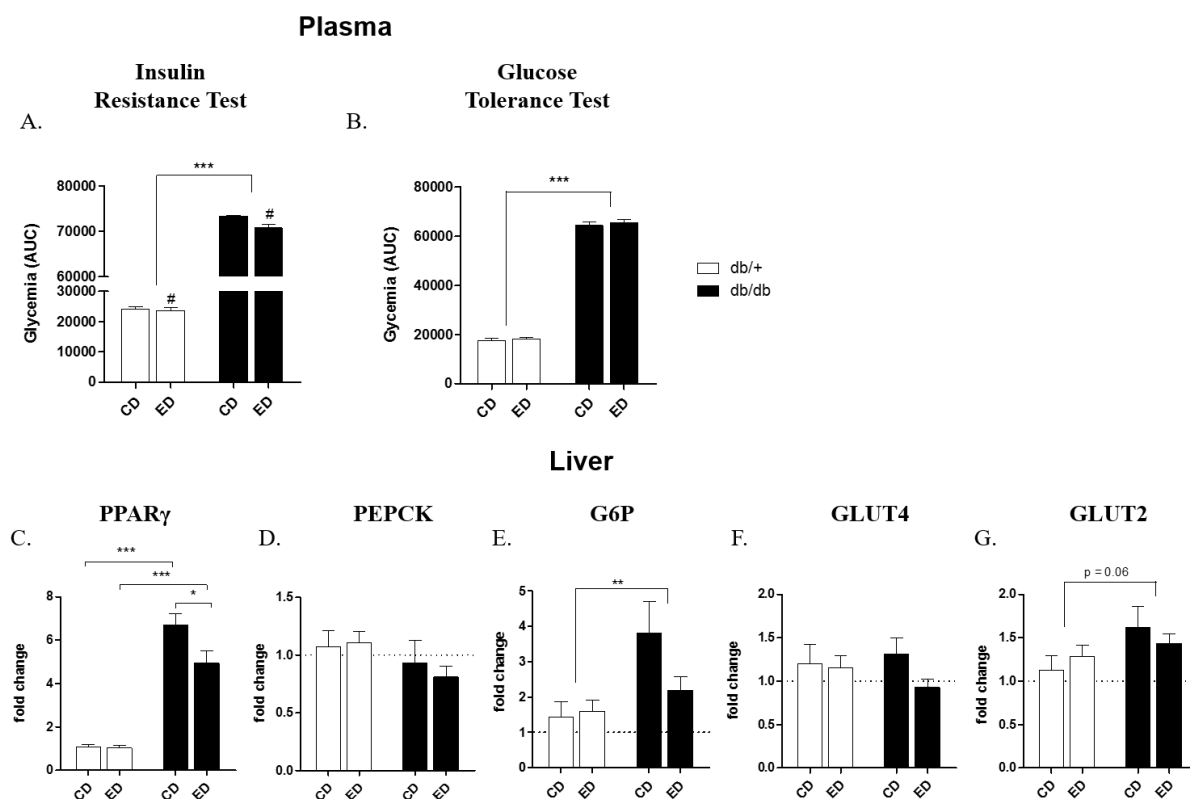 Plasma
Insulin
Resistance Test
Glucose
Tolerance Test
A.
B.
Glycemia (AUC)
80000
70000
60000
30000
20000
10000
0
***
#
#
CD
ED
CD
ED
Gycemia (AUC)
80000
60000
40000
20000
0
***
CD
ED
CD
ED
db/+
db/db
Liver
PPARγ
PEPCK
G6P
GLUT4
GLUT2
C.
D.
E.
F.
G.
fold change
8
6
4
2
0
***
***
*
CD
ED
CD
ED
fold change
1.5
1.0
0.5
0.0
CD
ED
CD
ED
fold change
5
4
3
2
1
0
**
CD
ED
CD
ED
fold change
2.0
1.5
1.0
0.5
0.0
CD
ED
CD
ED
fold change
2.0
1.5
1.0
0.5
0.0
p = 0.06
CD
ED
CD
ED